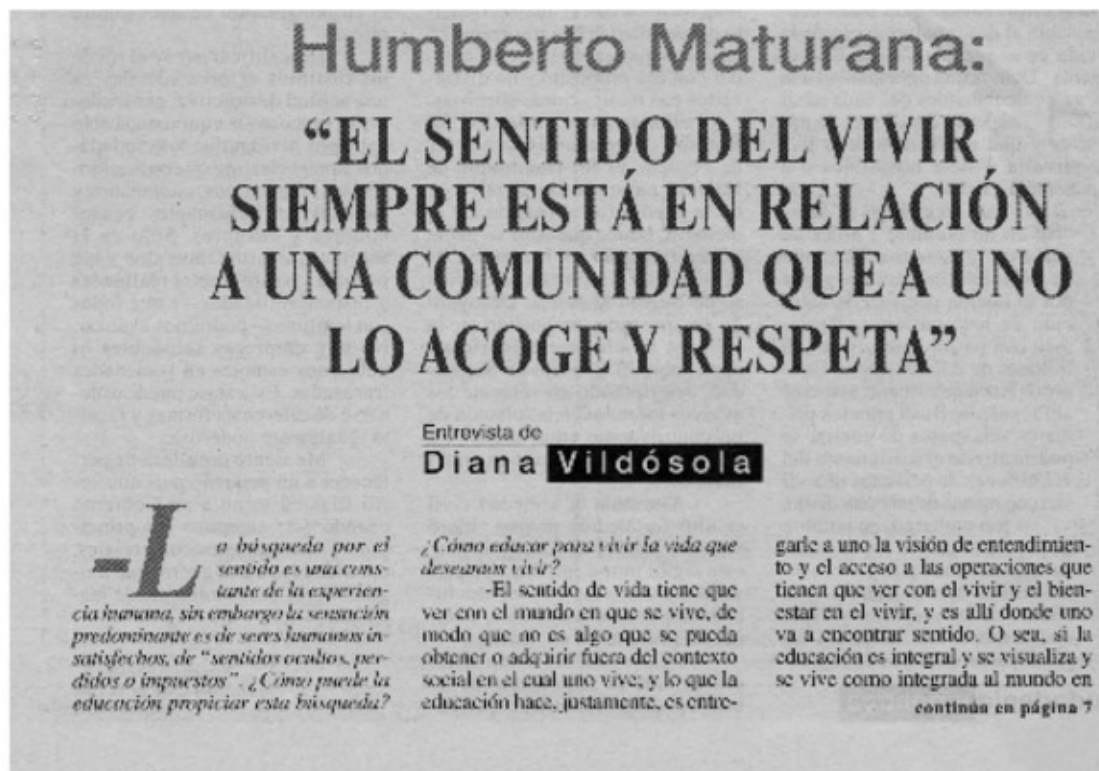 Humberto Maturana:
“EL SENTIDO DEL VIVIR
SIEMPRE ESTÁ EN RELACIÓN
A UNA COMUNIDAD QUE A UNO
LO ACOGE Y RESPETA”
Entrevista de
Diana Vildósola
-La búsqueda por el
sentido es una cons-
tante de la experien-
cia humana, sin embargo la sensación
predominante es de seres humanos in-
satisfechos, de “sentidos ocultos, per-
didos o impuestos”. ¿Cómo puede la
educación propiciar esta búsqueda?
¿Cómo educar para vivir la vida que
deseamos vivir?
-El sentido de vida tiene que
ver con el mundo en que se vive, de
modo que no es algo que se pueda
obtener o adquirir fuera del contexto
social en el cual uno vive; y lo que la
educación hace, justamente, es entre-
garle a uno la visión de entendimien-
to y el acceso a las operaciones que
tienen que ver con el vivir y el bien-
estar en el vivir, y es allí donde uno
va a encontrar sentido. O sea, si la
educación es integral y se visualiza y
se vive como integrada al mundo en
continúa en página 7